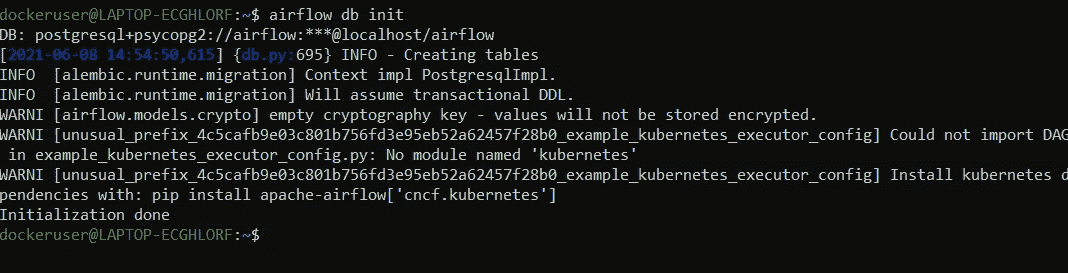 dockeruser@LAPTOP-ECGHLORF:~$ airflow db init
DB: postgresql+psycopg2://airflow:***@localhost/airflow
[2021-06-08 14:54:50,615] {db.py:695} INFO - Creating tables
INFO  [alembic.runtime.migration] Context impl PostgresqlImpl.
INFO  [alembic.runtime.migration] Will assume transactional DDL.
WARNI [airflow.models.crypto] empty cryptography key - values will not be stored encrypted.
WARNI [unusual_prefix_4c5cafb9e03c801b756fd3e95eb52a62457f28b0_example_kubernetes_executor_config] Could not import DAG
 in example_kubernetes_executor_config.py: No module named 'kubernetes'
WARNI [unusual_prefix_4c5cafb9e03c801b756fd3e95eb52a62457f28b0_example_kubernetes_executor_config] Install kubernetes d
pendencies with: pip install apache-airflow['cncf.kubernetes']
Initialization done
dockeruser@LAPTOP-ECGHLORF:~$